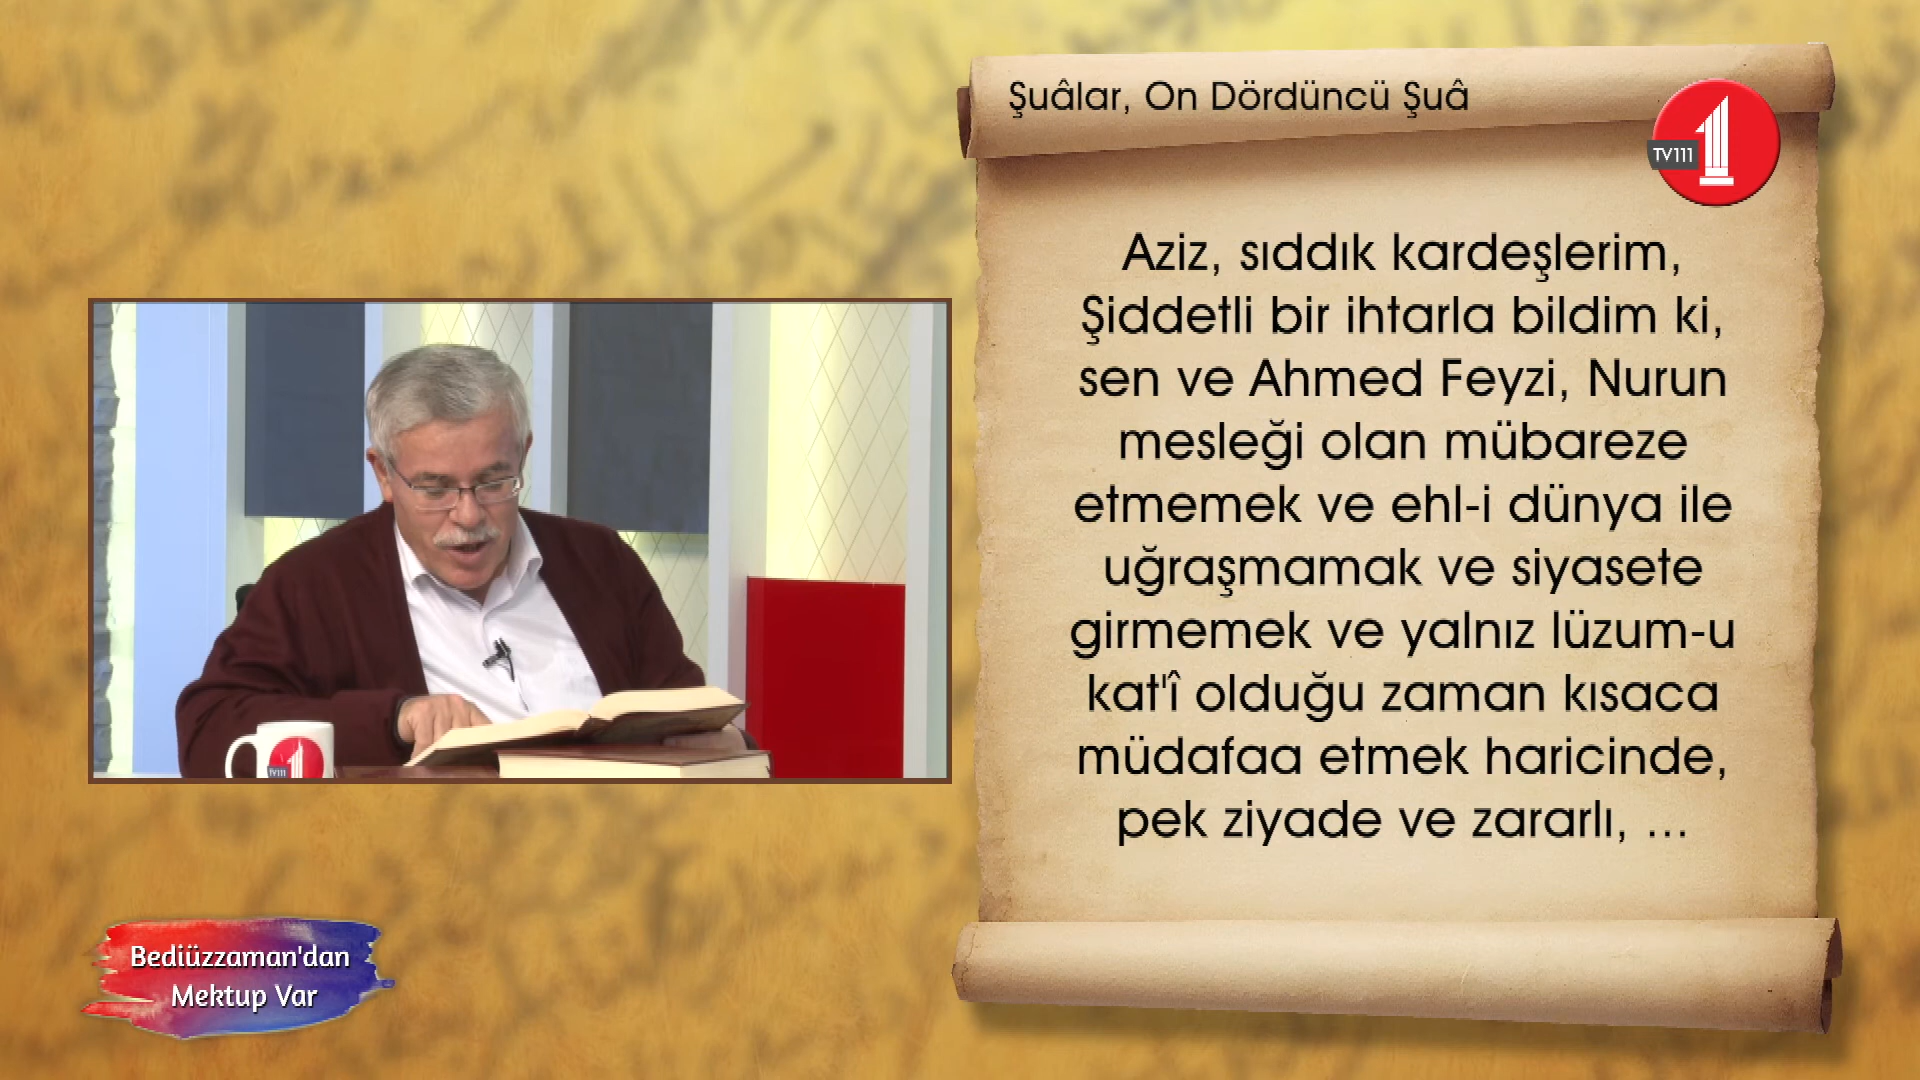 Şuâlar, On Dördüncü Şuâ
TV111
Aziz, sıddık kardeşlerim,
Şiddetli bir ihtarla bildim ki,
sen ve Ahmed Feyzi, Nurun
mesleği olan mübareze
etmemek ve ehl-i dünya ile
uğraşmamak ve siyasete
girmemek ve yalnız lüzum-u
kat'î olduğu zaman kısaca
müdafaa etmek haricinde,
pek ziyade ve zararlı, ...
TV111
Bediüzzaman'dan
Mektup Var